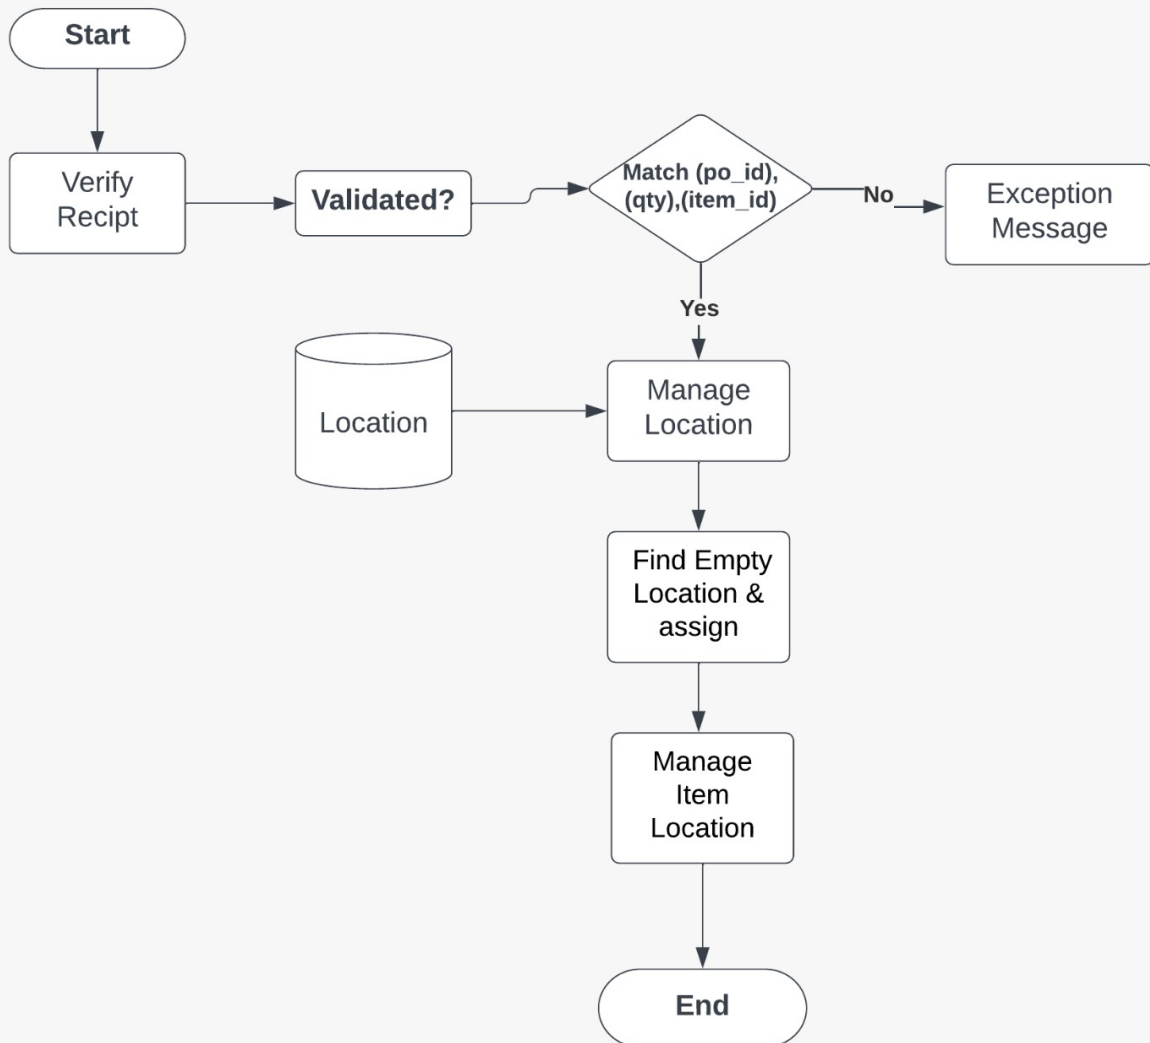 Start
Verify
Recipt
Validated?
Match (po_id),
(qty),(item_id)
No
Exception
Message
Yes
Location
Manage
Location
Find Empty
Location &
assign
Manage
Item
Location
End